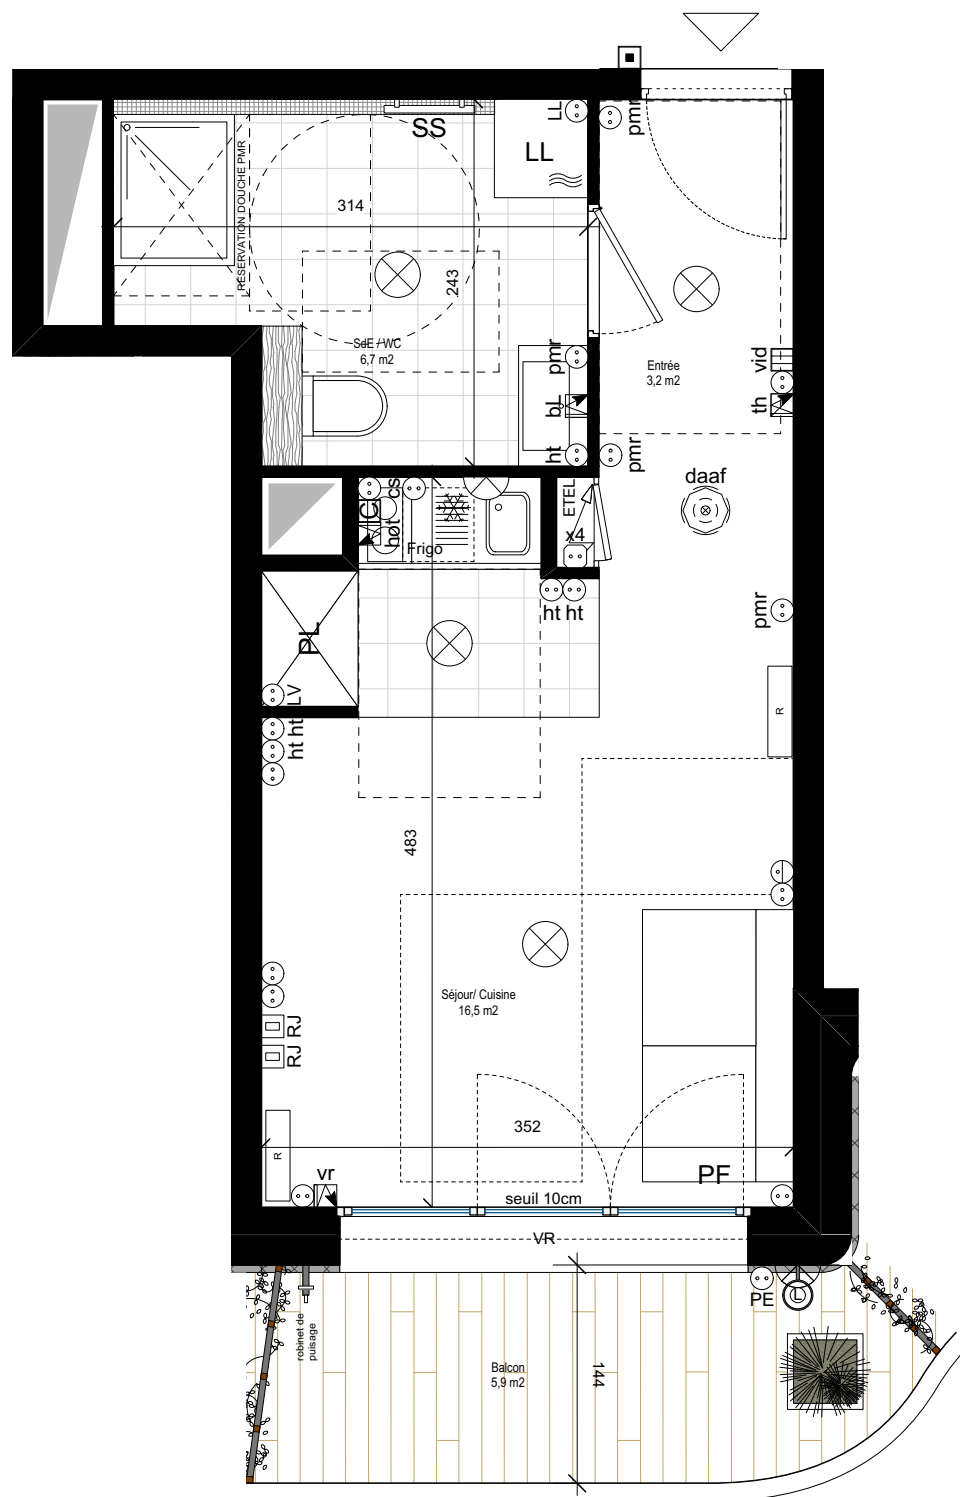 pmr
LL
SS
LL
RESERVATION DOUCHE PMR
314
243
SdE / WC
6,7 m2
pmr
bL
ht
Entrée
3,2 m2
vid
th
pmr
daaf
ETEL
x4
IC
hot
cs
Frigo
ht ht
pmr
PL
LV
ht ht
R
483
Séjour/ Cuisine
16,5 m2
RJ
RJ
352
R
vr
PF
seuil 10cm
VR
PE
L
robinet de
puisage
Balcon
5,9 m2
144